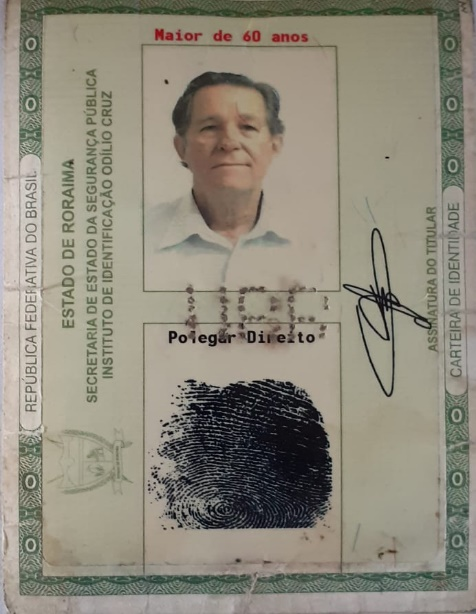 Maior de 60 anos
REPÚBLICA FEDERATIVA DO BRASIL
ESTADO DE RORAIMA
SECRETARIA DE ESTADO DA SEGURANÇA PÚBLICA
INSTITUTO DE IDENTIFICAÇÃO ODÍLIO CRUZ
Polegar Direito
ASSINATURA DO TITULAR
CARTEIRA DE IDENTIDADE